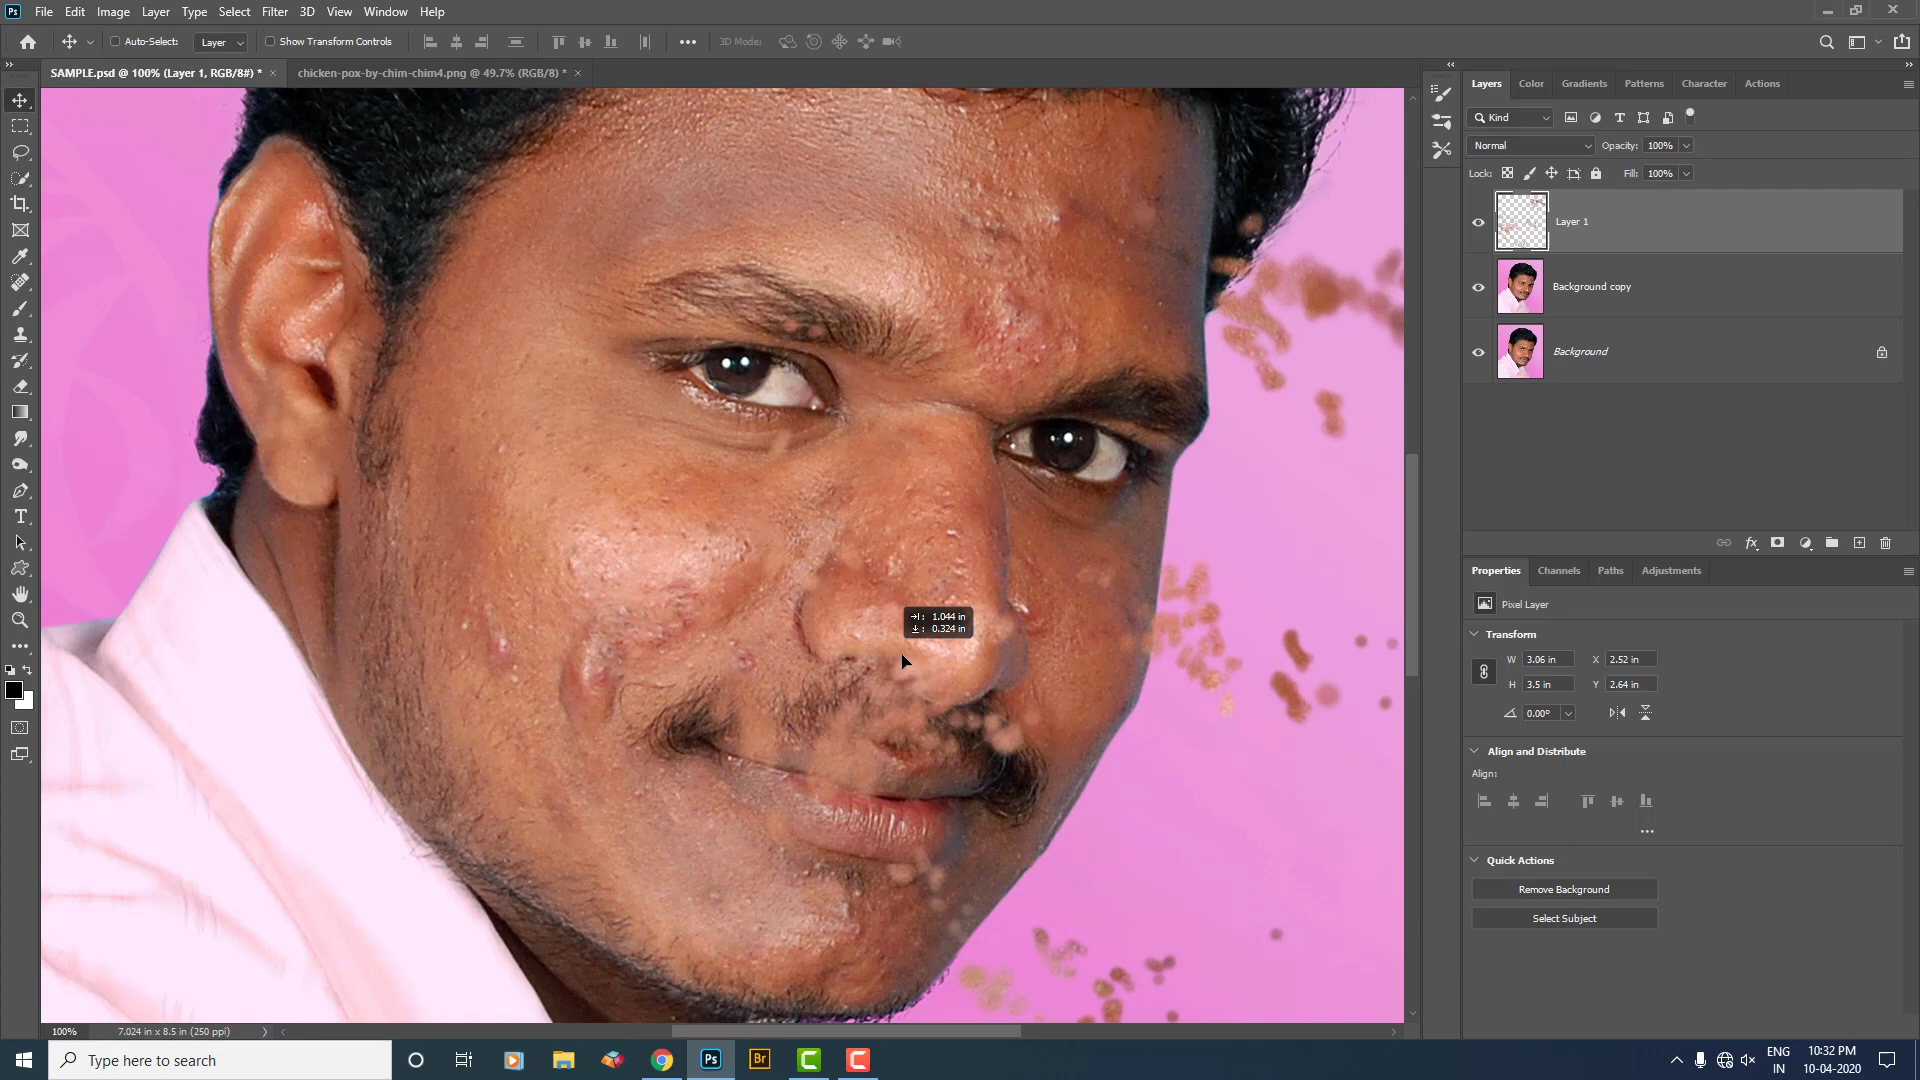 Ps File Edit Image Layer Type Select Filter 3D View Window Help
Auto-Select: Layer Show Transform Controls 3D Mode:
SAMPLE.psd @ 100% (Layer 1, RGB/8#) * × chicken-pox-by-chim-chim4.png @ 49.7% (RGB/8) * ×
Layers Color Gradients Patterns Character Actions
Kind
Normal Opacity: 100%
Lock: Fill: 100%
Layer 1
Background copy
Background
fx
Properties Channels Paths Adjustments
Pixel Layer
Transform
W 3.06 in X 2.52 in
H 3.5 in Y 2.64 in
0.00°
Align and Distribute
Align:
Quick Actions
Remove Background
Select Subject
1.044 in
0.324 in
100% 7.024 in x 8.5 in (250 ppi)
Type here to search
Ps Br
ENG
IN
10:32 PM
10-04-2020